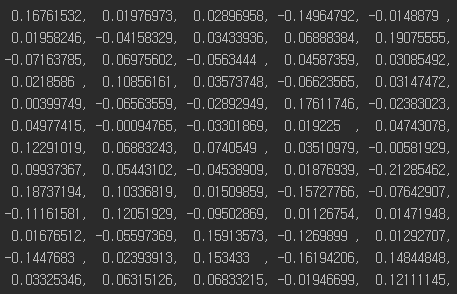 0.16761532, 0.01976973, 0.02896958, -0.14964792, -0.0148879 ,
0.01958246, -0.04158329, 0.03433936, 0.06888384, 0.19075555,
-0.07163785, 0.06975602, -0.0563444 , 0.04587359, 0.03085492,
0.0218586 , 0.10856161, 0.03573748, -0.06623565, 0.03147472,
0.00399749, -0.06563559, -0.02892949, 0.17611746, -0.02383023,
0.04977415, -0.00094765, -0.03301869, 0.019225 , 0.04743078,
0.12291019, 0.06883243, 0.0740549 , 0.03510979, -0.05819291,
0.09937367, 0.05443102, -0.04538909, 0.01876939, -0.21285462,
0.18737194, 0.10336819, 0.01509859, -0.15727766, -0.07642907,
-0.11161581, 0.12051929, -0.09502869, 0.01126754, 0.01471948,
0.01676512, -0.05597369, 0.15913573, -0.1269899 , 0.01292707,
-0.1447683 , 0.02393913, 0.153433 , -0.16194206, 0.14844848,
0.03325346, 0.06315126, 0.06833215, -0.01946699, 0.12111145,